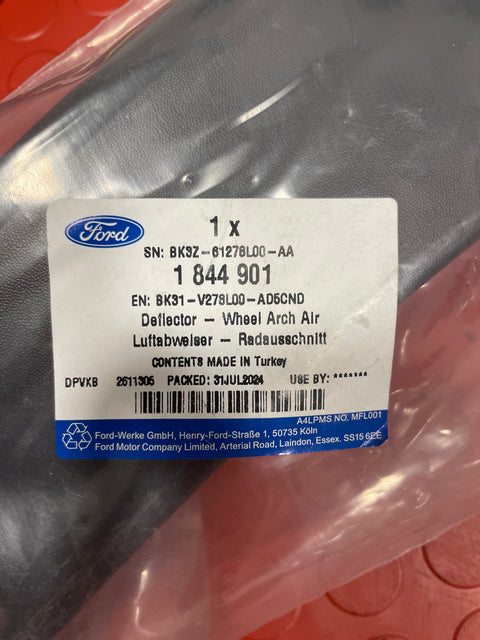 Ford
1 x
SN: BK3Z-61278L00-AA
1 844 901
EN: BK31-V278L00-AD5CND
Deflector - Wheel Arch Air
Luftabweiser - Radausschnitt
CONTENTS MADE IN Turkey
DPVKB 2611305 PACKED: 31JUL2024 USE BY: *******
A4LPMS NO. MFL001
Ford-Werke GmbH, Henry-Ford-Straße 1, 50735 Köln
Ford Motor Company Limited, Arterial Road, Laindon, Essex. SS15 6EE